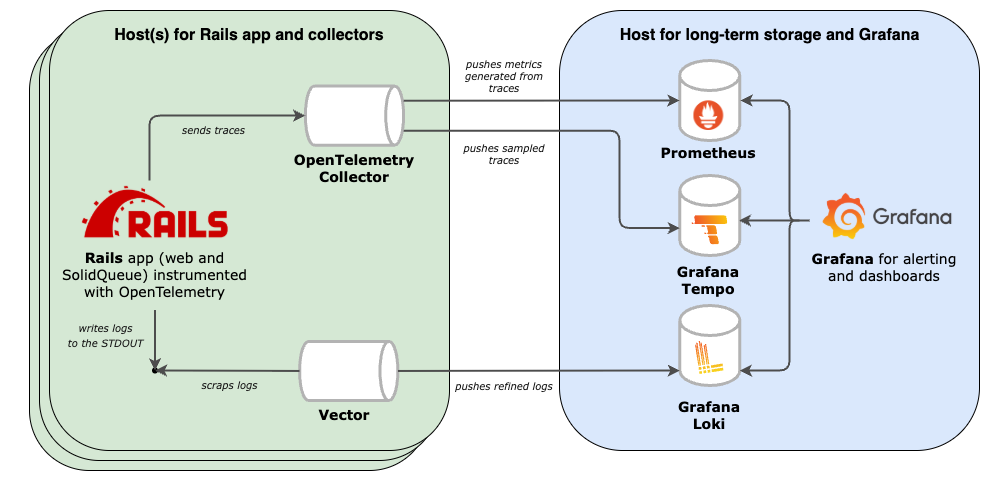 Host(s) for Rails app and collectors
sends traces
OpenTelemetry
Collector
RAILS
Rails app (web and
SolidQueue) instrumented
with OpenTelemetry
writes logs
to the STDOUT
scraps logs
Vector
pushes metrics
generated from
traces
pushes sampled
traces
pushes refined logs
Host for long-term storage and Grafana
Prometheus
Grafana
Tempo
Grafana
Loki
Grafana
Grafana for alerting
and dashboards